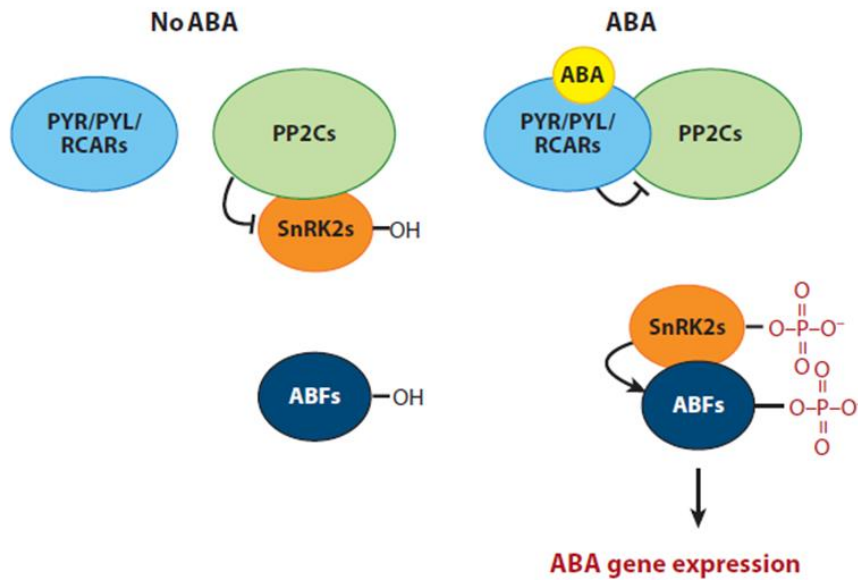 No ABA
PYR/PYL/
RCARs
PP2Cs
SnRK2s
OH
ABFs
OH
ABA
ABA
PYR/PYL/
RCARs
PP2Cs
SnRK2s
O
O–P–O⁻
O
ABFs
O
O–P–O
O
ABA gene expression